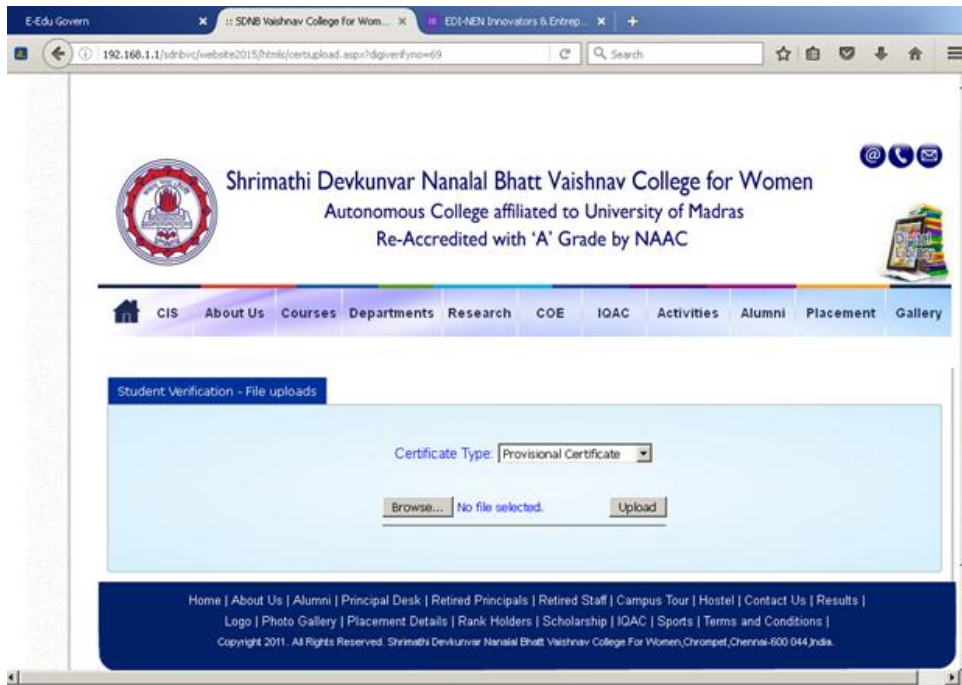 E-Edu Govern
:: SDNB Vaishnav College for Wom...
EDI-NEN Innovators & Entrep...
192.168.1.1/sdnbvc/website2015/htmls/certupload.aspx?digiverifyno=69
Search
Shrimathi Devkunvar Nanalal Bhatt Vaishnav College for Women
Autonomous College affiliated to University of Madras
Re-Accredited with ‘A’ Grade by NAAC
Digital Library
CIS About Us Courses Departments Research COE IQAC Activities Alumni Placement Gallery
Student Verification - File uploads
Certificate Type: Provisional Certificate
Browse... No file selected. Upload
Home | About Us | Alumni | Principal Desk | Retired Principals | Retired Staff | Campus Tour | Hostel | Contact Us | Results |
Logo | Photo Gallery | Placement Details | Rank Holders | Scholarship | IQAC | Sports | Terms and Conditions |
Copyright 2011. All Rights Reserved. Shrimathi Devkunvar Nanalal Bhatt Vaishnav College For Women,Chrompet,Chennai-600 044,India.